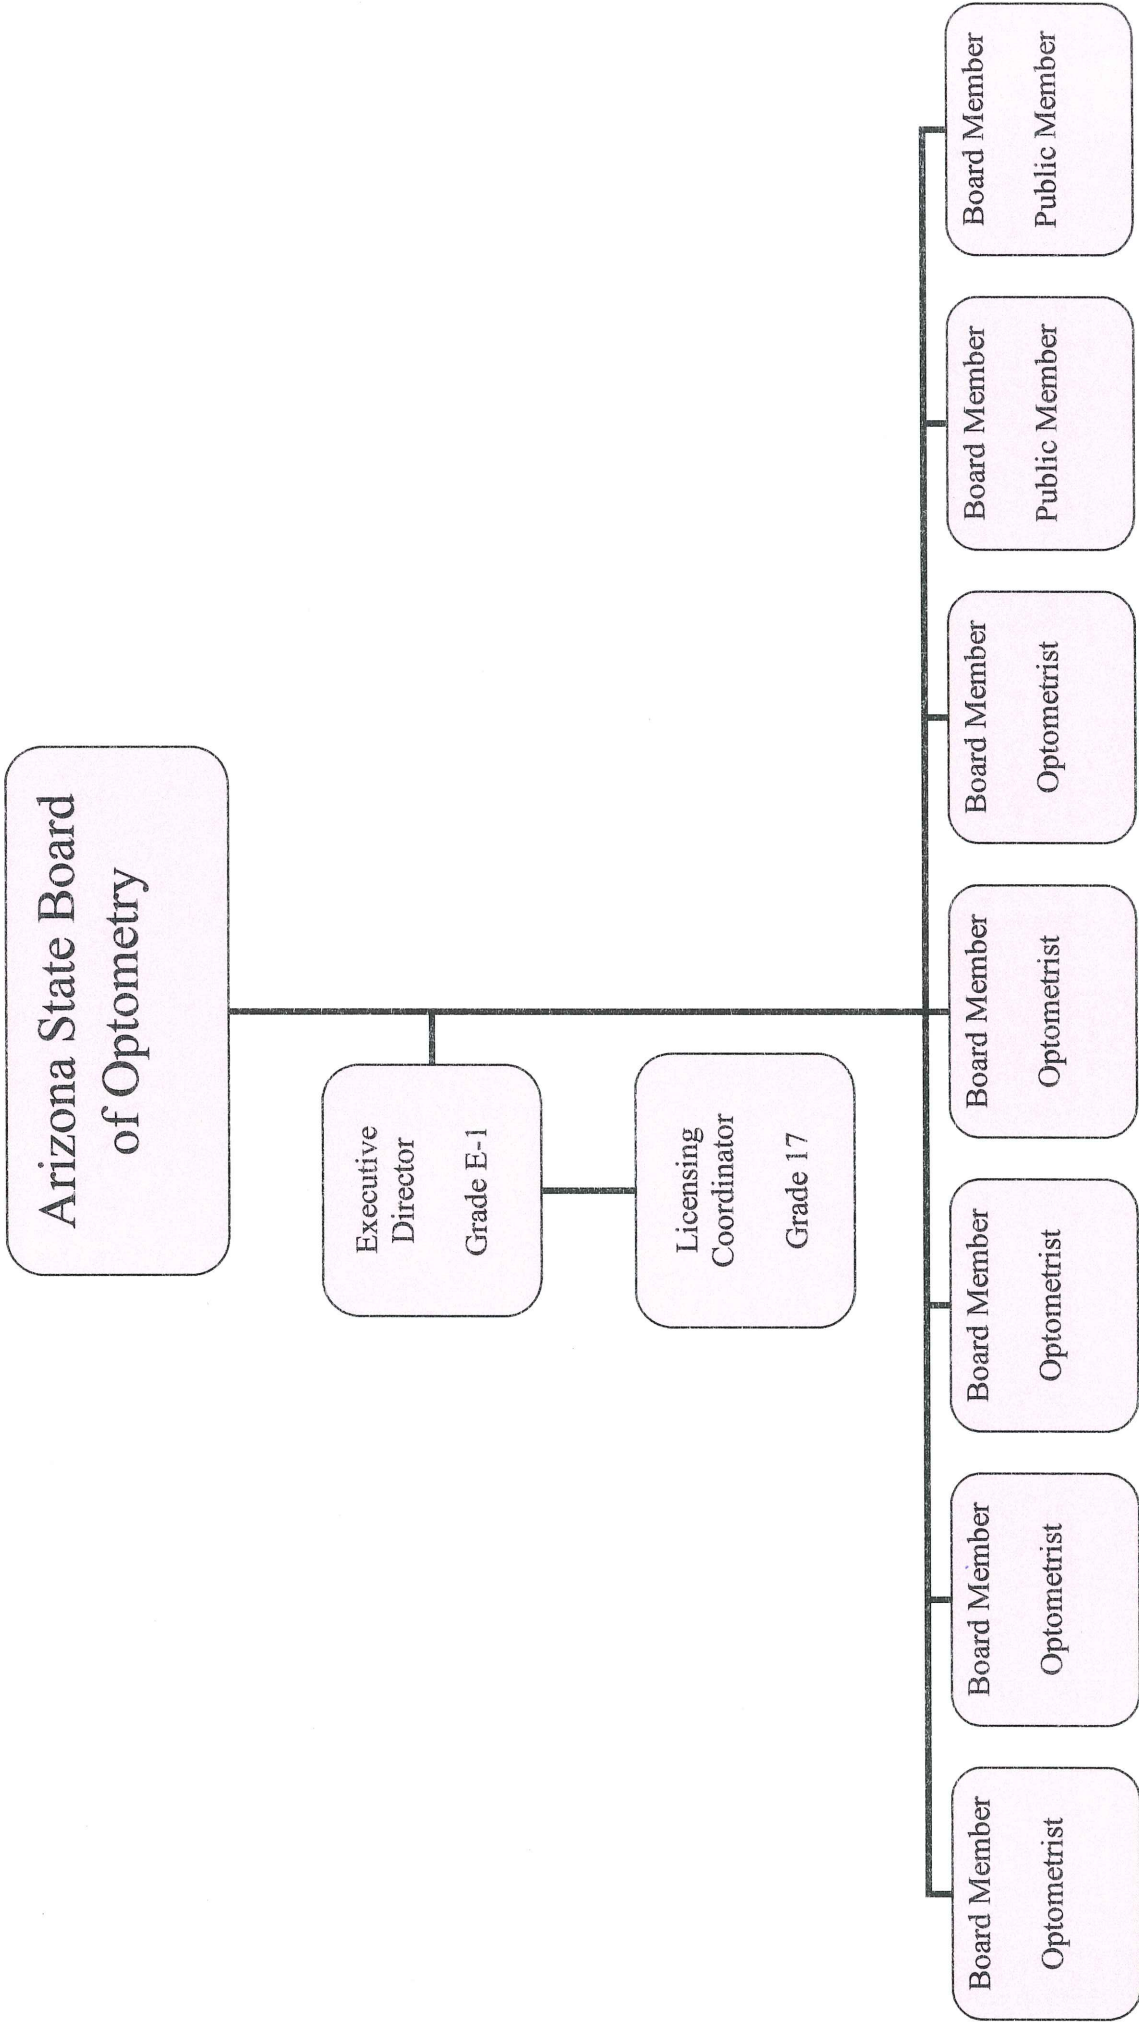 Arizona State Board
of Optometry
Executive
Director
Grade E-1
Licensing
Coordinator
Grade 17
Board Member
Optometrist
Board Member
Optometrist
Board Member
Optometrist
Board Member
Optometrist
Board Member
Optometrist
Board Member
Public Member
Board Member
Public Member